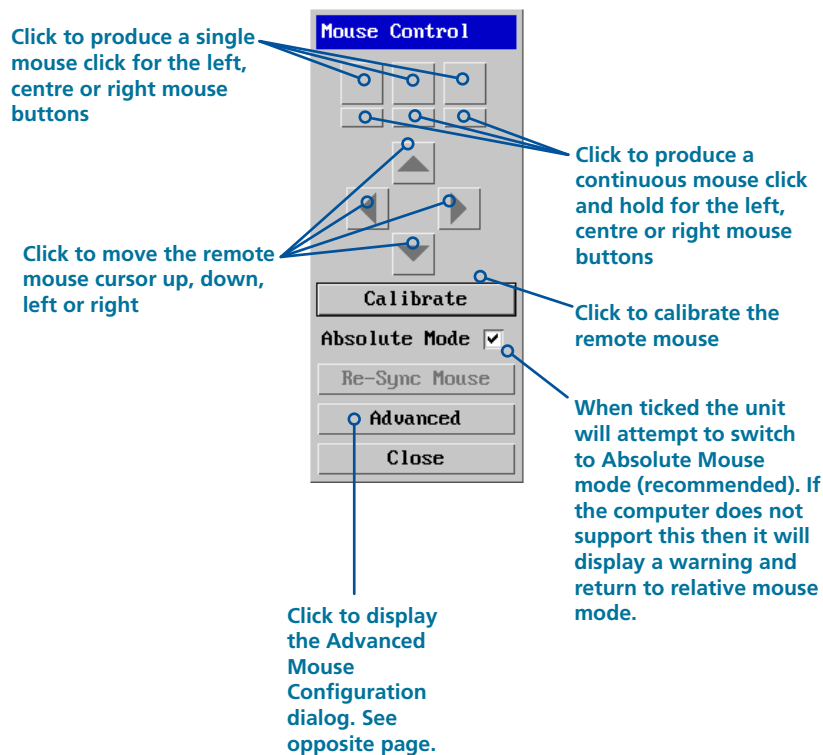 Click to produce a single
mouse click for the left,
centre or right mouse
buttons
Mouse Control
Click to produce a
continuous mouse click
and hold for the left,
centre or right mouse
buttons
Click to move the remote
mouse cursor up, down,
left or right
Calibrate
Click to calibrate the
remote mouse
Absolute Mode
Re-Sync Mouse
Advanced
Close
When ticked the unit
will attempt to switch
to Absolute Mouse
mode (recommended). If
the computer does not
support this then it will
display a warning and
return to relative mouse
mode.
Click to display
the Advanced
Mouse
Configuration
dialog. See
opposite page.